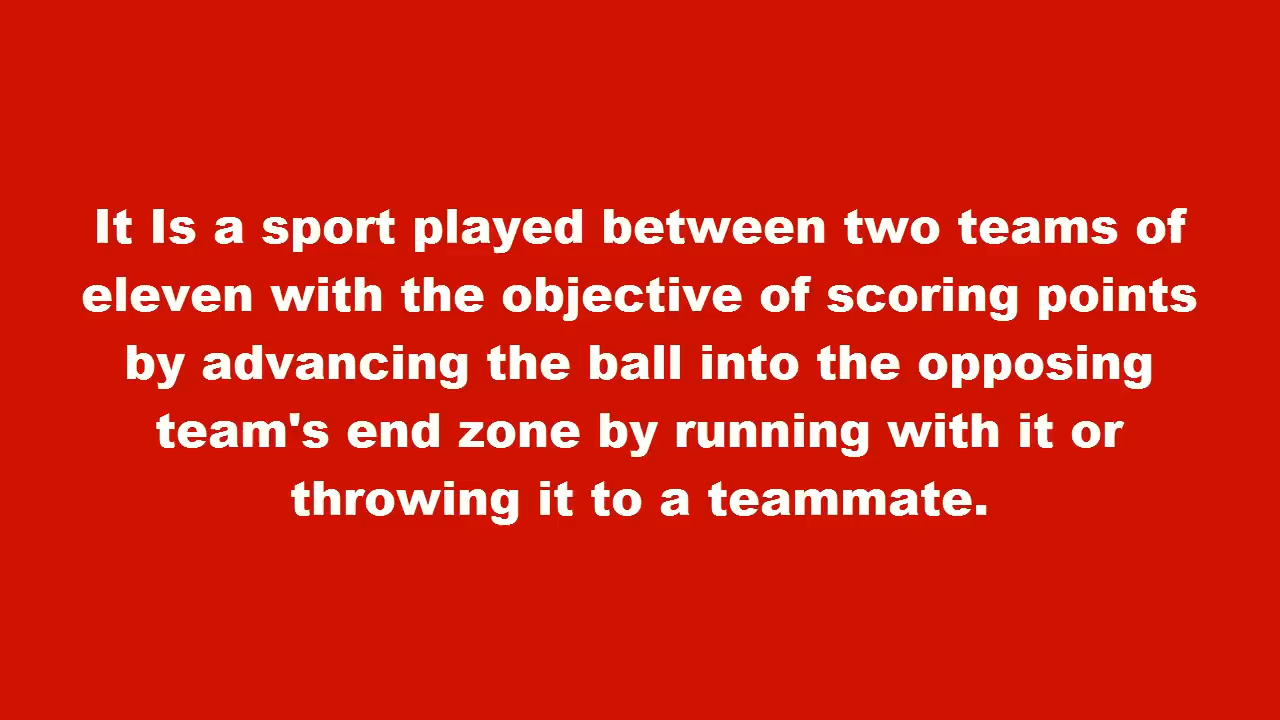 It Is a sport played between two teams of
eleven with the objective of scoring points
by advancing the ball into the opposing
team's end zone by running with it or
throwing it to a teammate.